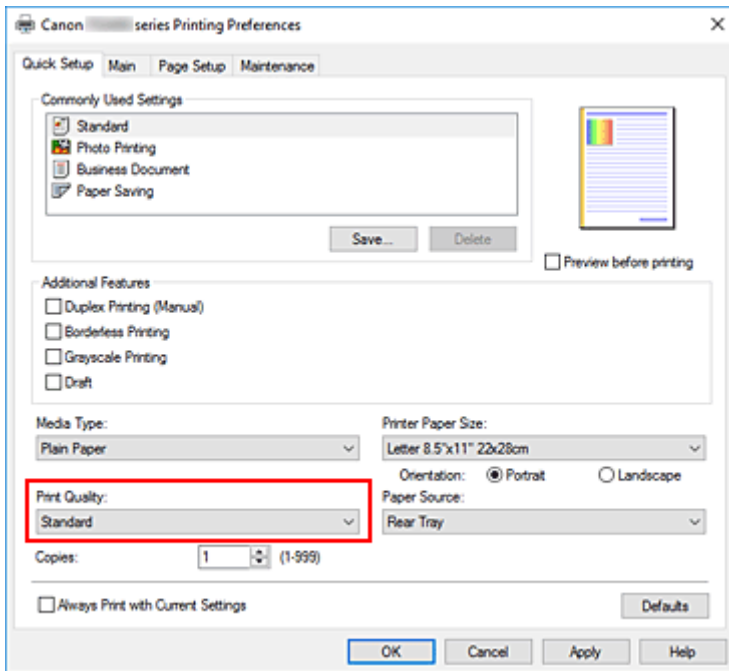 Canon series Printing Preferences
Quick Setup Main Page Setup Maintenance
Commonly Used Settings
Standard
Photo Printing
Business Document
Paper Saving
Save... Delete
Preview before printing
Additional Features
Duplex Printing (Manual)
Borderless Printing
Grayscale Printing
Draft
Media Type: Printer Paper Size:
Plain Paper Letter 8.5"x11" 22x28cm
Orientation: Portrait Landscape
Print Quality: Paper Source:
Standard Rear Tray
Copies: 1 (1-999)
Always Print with Current Settings Defaults
OK Cancel Apply Help